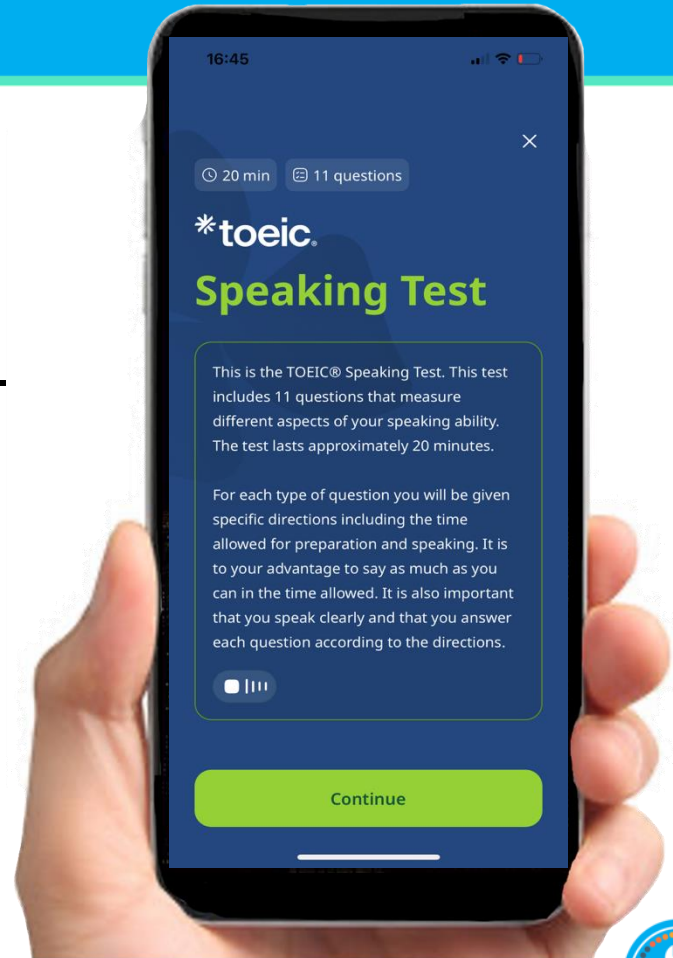 16:45
20 min
11 questions
toeic®
Speaking Test
This is the TOEIC® Speaking Test. This test
includes 11 questions that measure
different aspects of your speaking ability.
The test lasts approximately 20 minutes.
For each type of question you will be given
specific directions including the time
allowed for preparation and speaking. It is
to your advantage to say as much as you
can in the time allowed. It is also important
that you speak clearly and that you answer
each question according to the directions.
Continue